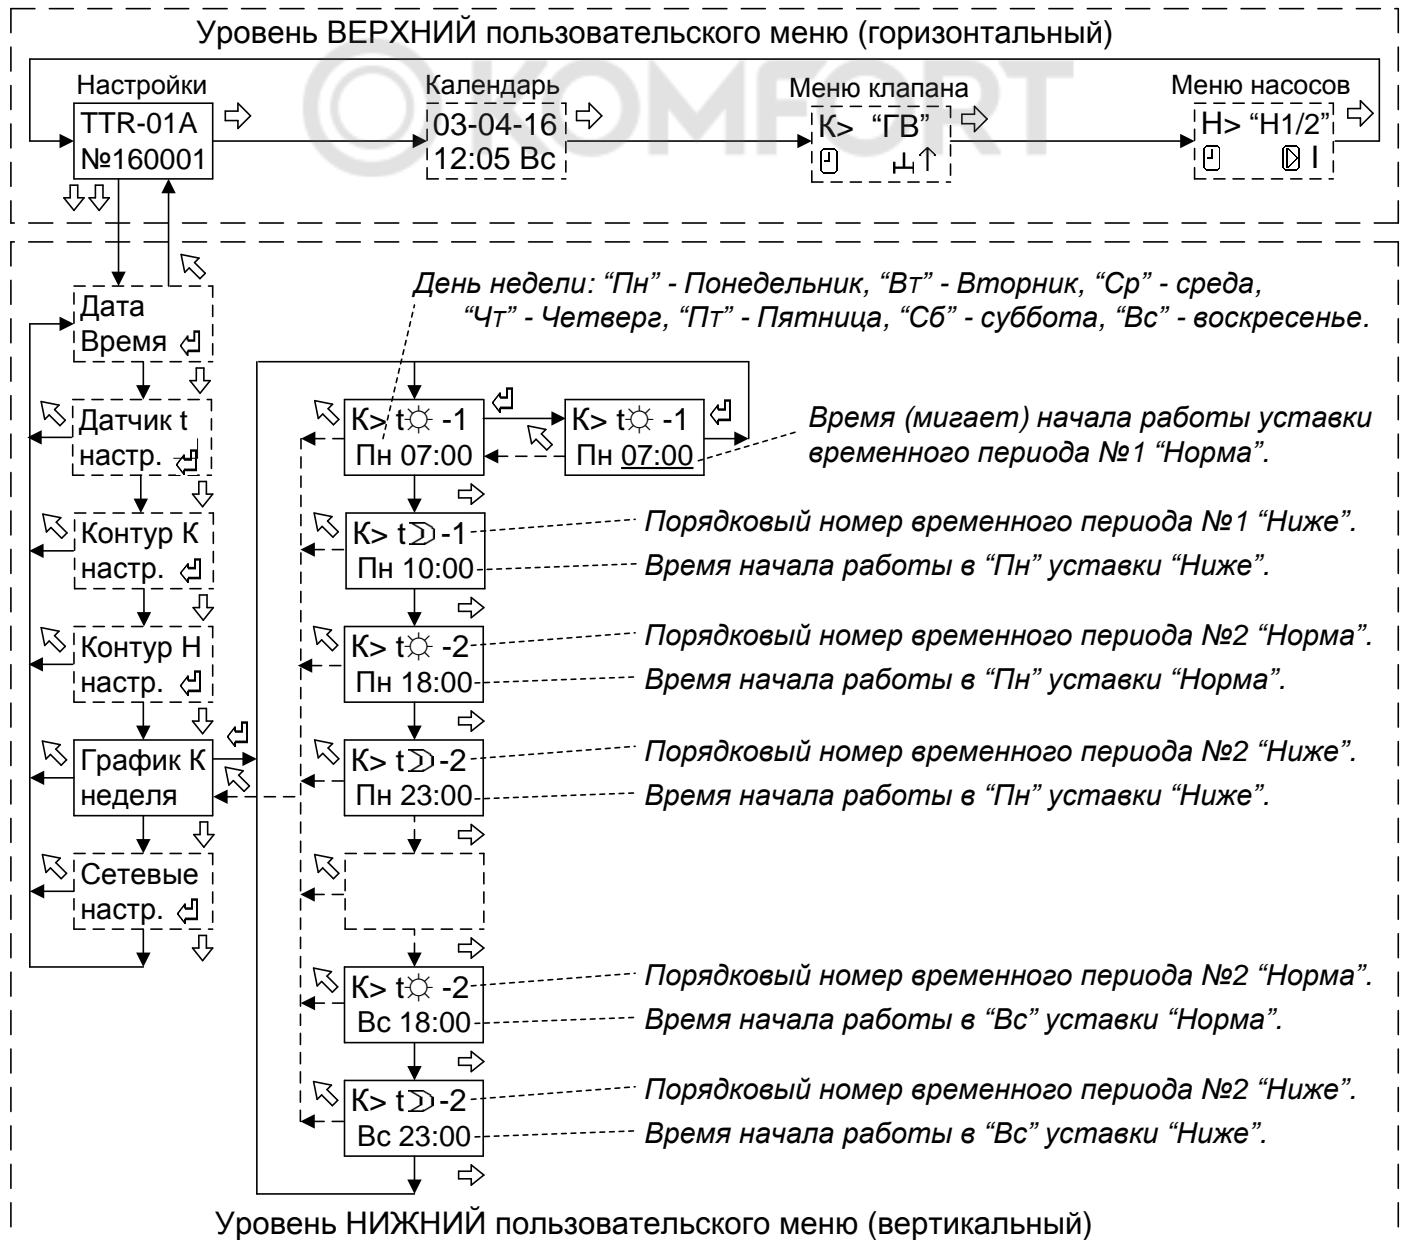 Уровень ВЕРХНИЙ пользовательского меню (горизонтальный)
OKOMFORT
Настройки
TTR-01A
№160001
Календарь
03-04-16
12:05 Вс
Меню клапана
К> “ГВ”
Меню насосов
Н> “Н1/2”
I
Дата
Время
Датчик t
настр.
Контур К
настр.
Контур Н
настр.
График К
неделя
Сетевые
настр.
День недели: “Пн” - Понедельник, “Вт” - Вторник, “Ср” - среда,
“Чт” - Четверг, “Пт” - Пятница, “Сб” - суббота, “Вс” - воскресенье.
К> t☼ -1
Пн 07:00
К> t☼ -1
Пн 07:00
Время (мигает) начала работы уставки
временного периода №1 “Норма”.
К> t☽-1
Пн 10:00
Порядковый номер временного периода №1 “Ниже”.
Время начала работы в “Пн” уставки “Ниже”.
К> t☼ -2
Пн 18:00
Порядковый номер временного периода №2 “Норма”.
Время начала работы в “Пн” уставки “Норма”.
К> t☽-2
Пн 23:00
Порядковый номер временного периода №2 “Ниже”.
Время начала работы в “Пн” уставки “Ниже”.
К> t☼ -2
Вс 18:00
Порядковый номер временного периода №2 “Норма”.
Время начала работы в “Вс” уставки “Норма”.
К> t☽-2
Вс 23:00
Порядковый номер временного периода №2 “Ниже”.
Время начала работы в “Вс” уставки “Ниже”.
Уровень НИЖНИЙ пользовательского меню (вертикальный)